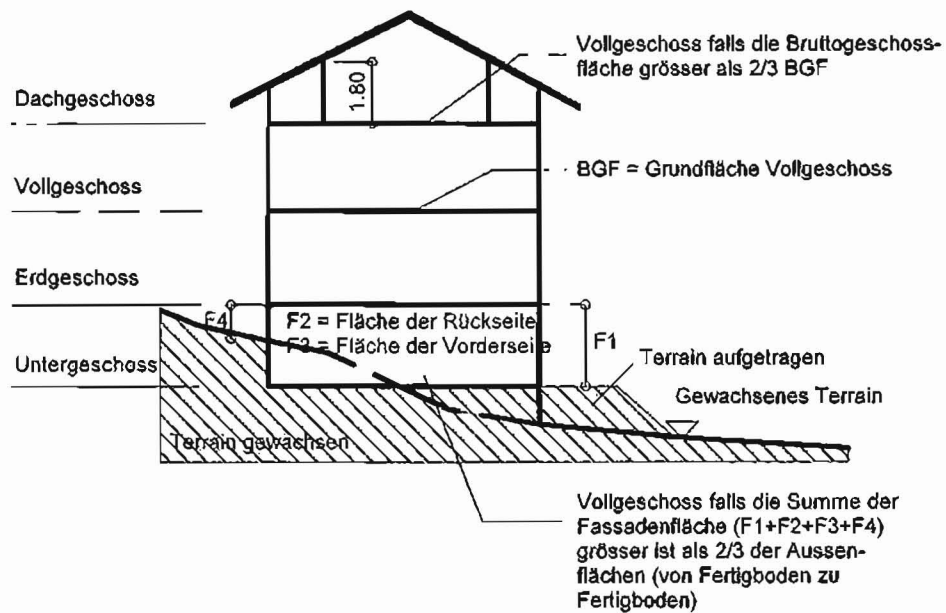 Vollgeschoss falls die Bruttogeschoss-
fläche grösser als 2/3 BGF
1.80
Dachgeschoss
Vollgeschoss
BGF = Grundfläche Vollgeschoss
Erdgeschoss
F4
F2 = Fläche der Rückseite
F3 = Fläche der Vorderseite
F1
Untergeschoss
Terrain aufgetragen
Gewachsenes Terrain
Terrain gewachsen
Vollgeschoss falls die Summe der
Fassadenfläche (F1+F2+F3+F4)
grösser ist als 2/3 der Aussen-
flächen (von Fertigboden zu
Fertigboden)